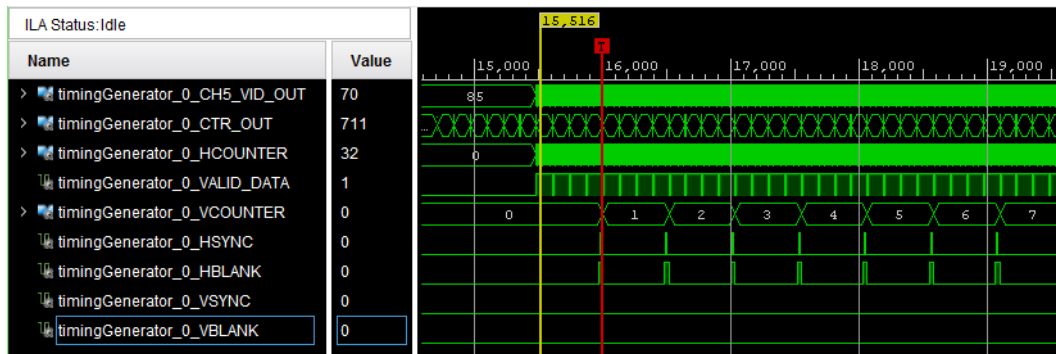 ILA Status:Idle
Name Value
timingGenerator_0_CH5_VID_OUT 70
timingGenerator_0_CTR_OUT 711
timingGenerator_0_HCOUNTER 32
timingGenerator_0_VALID_DATA 1
timingGenerator_0_VCOUNTER 0
timingGenerator_0_HSYNC 0
timingGenerator_0_HBLANK 0
timingGenerator_0_VSYNC 0
timingGenerator_0_VBLANK 0
15,516
T
15,000 16,000 17,000 18,000 19,000
85
...
0
0 1 2 3 4 5 6 7